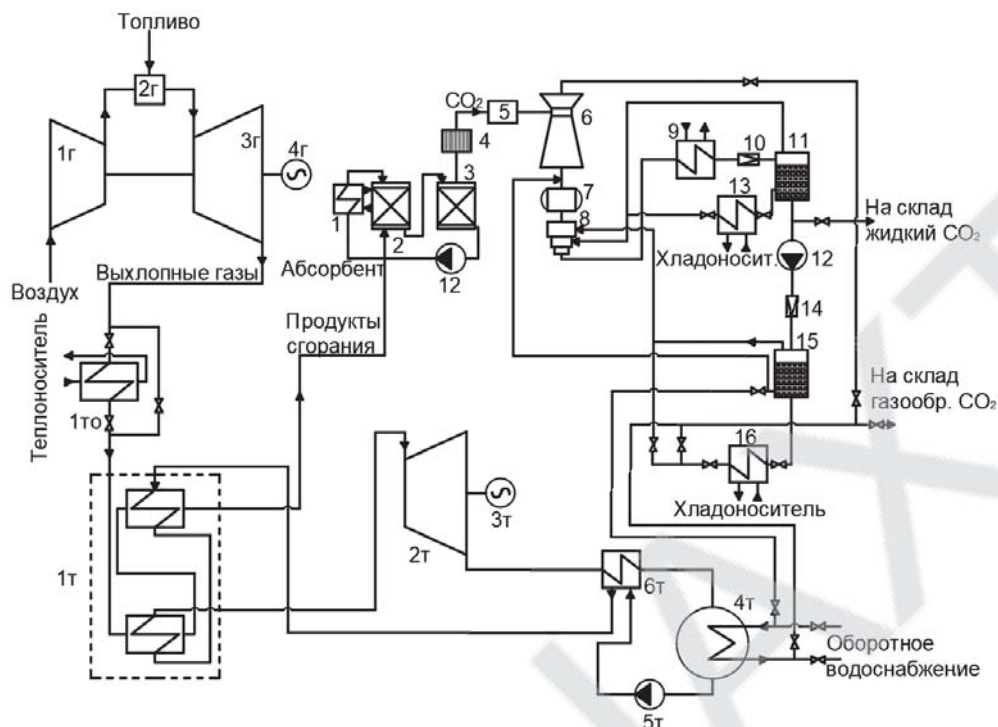 Топливо
2г
CO₂
5
6
3г
4г
1г
4
3
9
10
11
1
2
7
8
13
На склад
жидкий CO₂
Выхлопные газы
Абсорбент
12
Хладоносит.
12
Воздух
Теплоноситель
Продукты
сгорания
14
15
На склад
газообр. CO₂
1то
16
Хладоноситель
1т
2т
3т
6т
4т
Оборотное
водоснабжение
5т